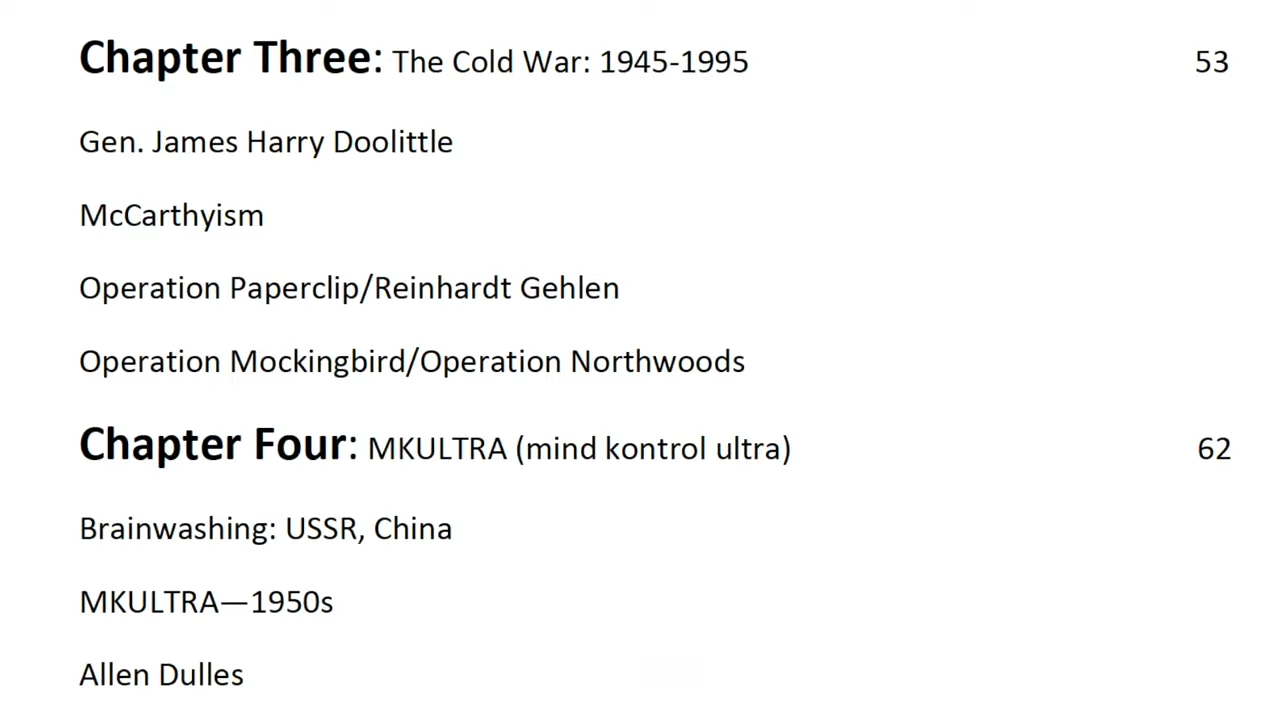 Chapter Three: The Cold War: 1945-1995 53
Gen. James Harry Doolittle
McCarthyism
Operation Paperclip/Reinhardt Gehlen
Operation Mockingbird/Operation Northwoods
Chapter Four: MKULTRA (mind kontrol ultra) 62
Brainwashing: USSR, China
MKULTRA—1950s
Allen Dulles